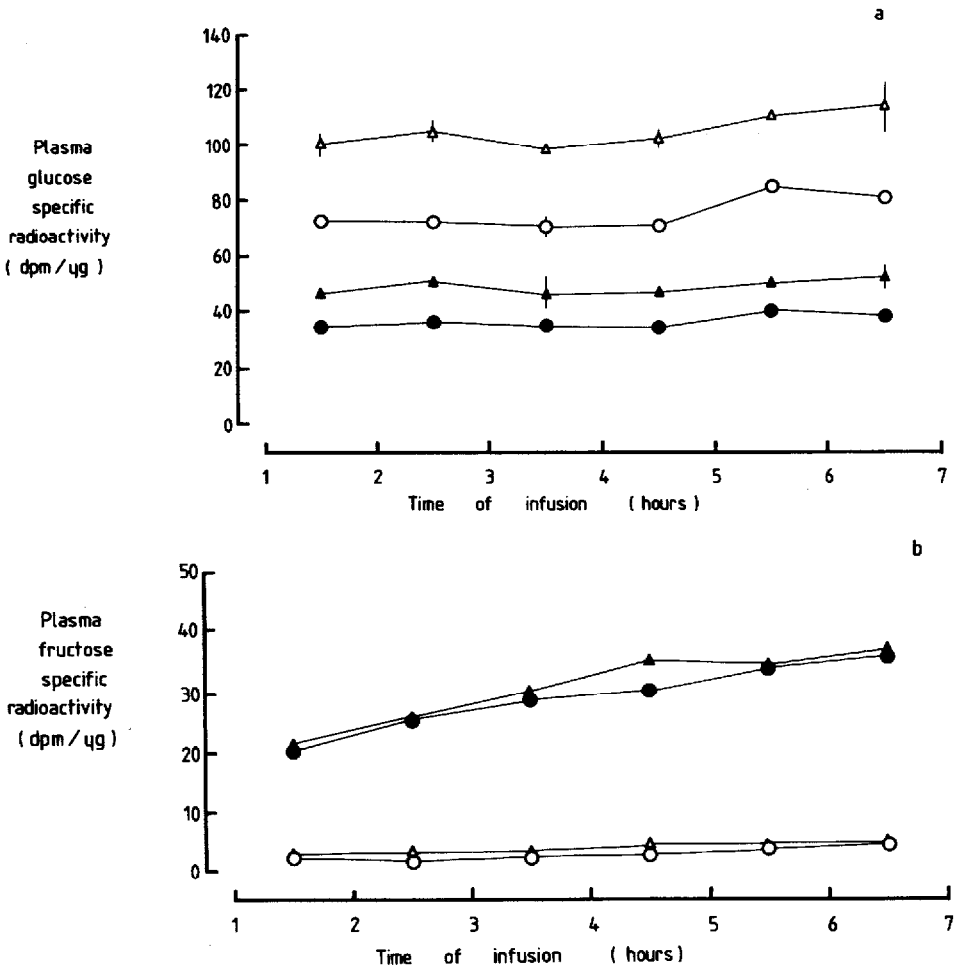 a
140
120
100
80
60
40
20
0
Plasma
glucose
specific
radioactivity
( dpm / yg )
1 2 3 4 5 6 7
Time of infusion ( hours )
b
50
40
30
20
10
0
Plasma
fructose
specific
radioactivity
( dpm / yg )
1 2 3 4 5 6 7
Time of infusion ( hours )